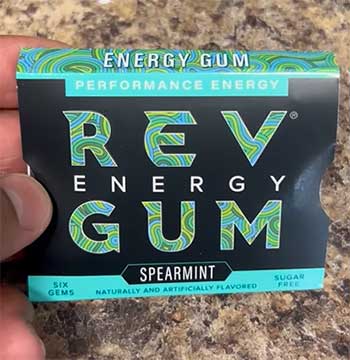 ENERGY GUM
PERFORMANCE ENERGY
REV®
ENERGY
GUM
SPEARMINT
SIX
GEMS
NATURALLY AND ARTIFICIALLY FLAVORED
SUGAR
FREE